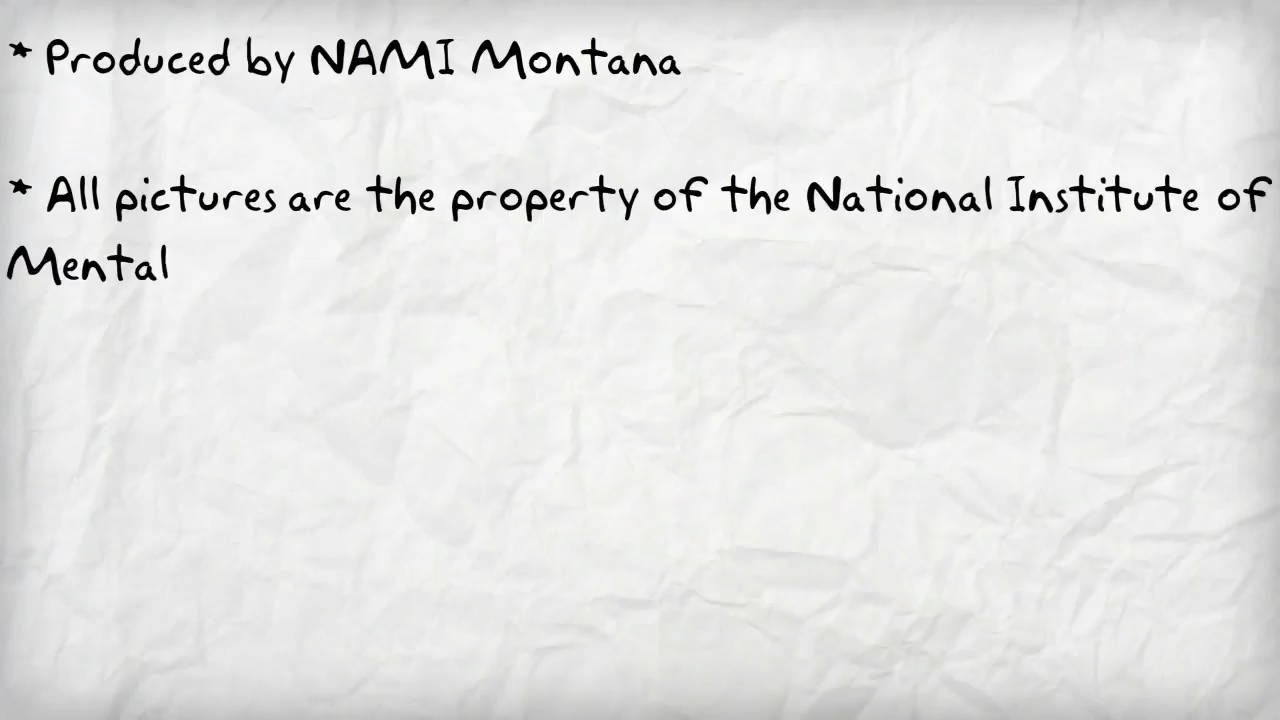 * Produced by NAMI Montana
* All pictures are the property of the National Institute of
Mental